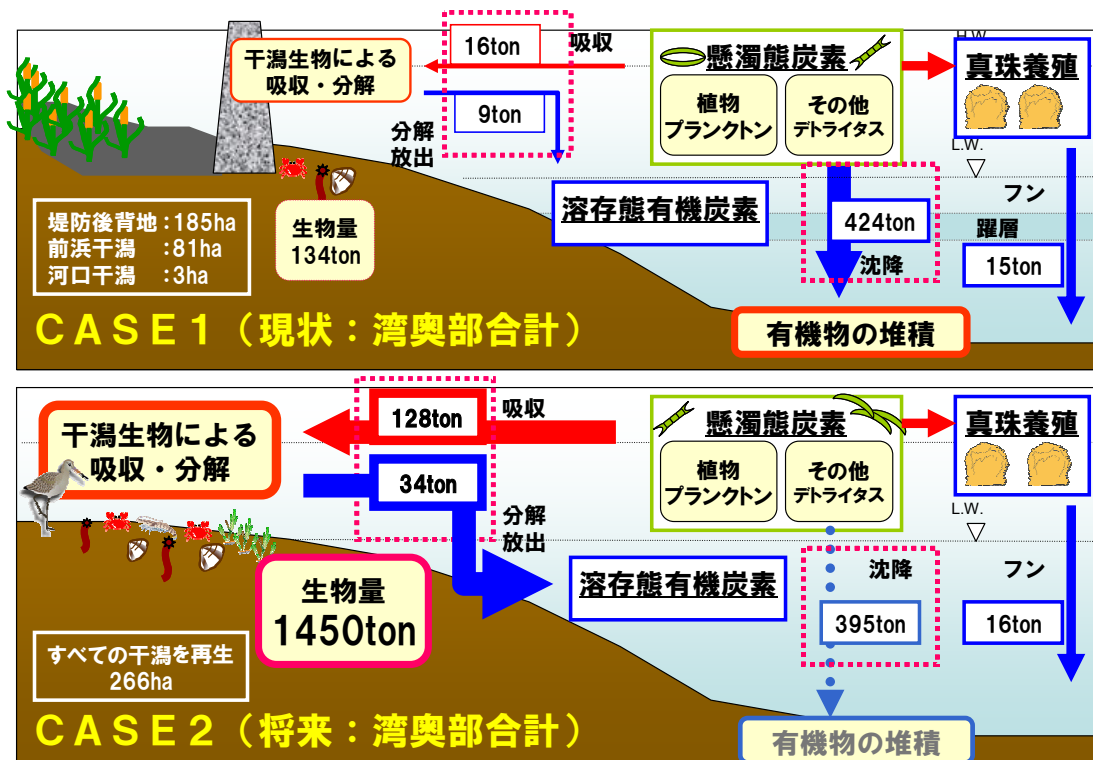 16ton
吸収
干潟生物による
吸収・分解
9ton
分解
放出
懸濁態炭素
植物
プランクトン
その他
デトライタス
H.W.
真珠養殖
L.W.
フン
躍層
15ton
溶存態有機炭素
424ton
沈降
堤防後背地:185ha
前浜干潟 :81ha
河口干潟 :3ha
生物量
134ton
有機物の堆積
CASE1(現状:湾奥部合計)
128ton
吸収
干潟生物による
吸収・分解
34ton
分解
放出
懸濁態炭素
植物
プランクトン
その他
デトライタス
真珠養殖
L.W.
生物量
1450ton
溶存態有機炭素
沈降
395ton
フン
16ton
すべての干潟を再生
266ha
CASE2(将来:湾奥部合計)
有機物の堆積